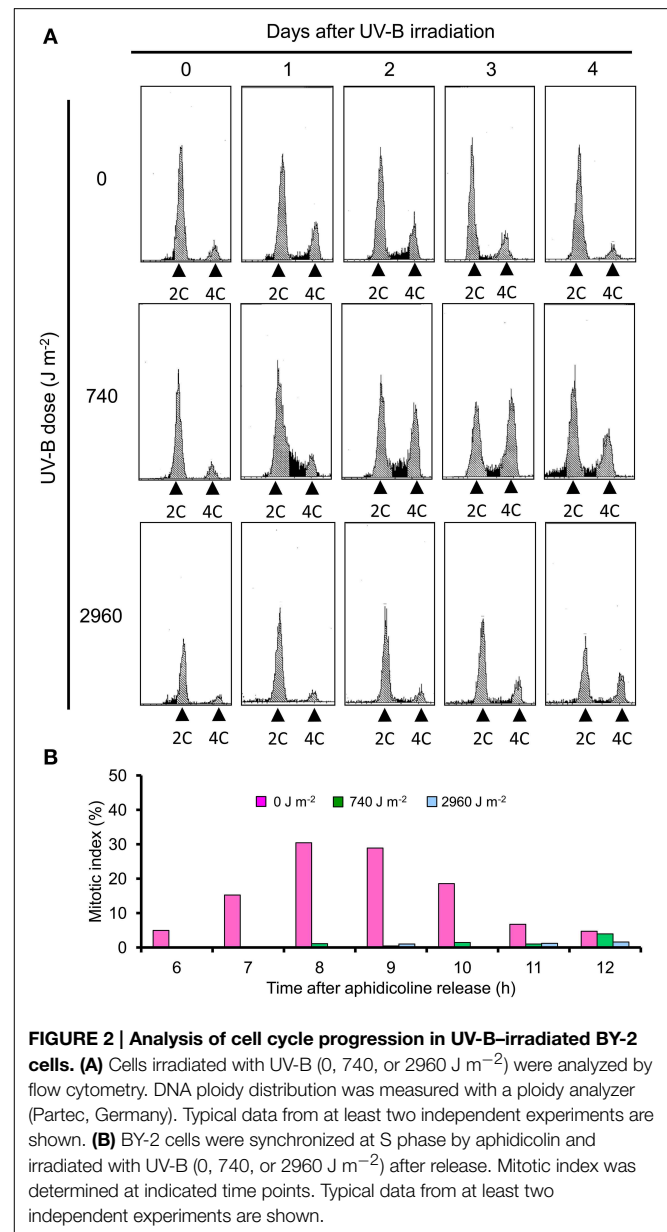 A
Days after UV-B irradiation
0 1 2 3 4
UV-B dose (J m-2)
0
2C 4C 2C 4C 2C 4C 2C 4C 2C 4C
740
2C 4C 2C 4C 2C 4C 2C 4C 2C 4C
2960
2C 4C 2C 4C 2C 4C 2C 4C 2C 4C
B
Mitotic index (%)
50
40
30
20
10
0
0 J m-2 740 J m-2 2960 J m-2
6 7 8 9 10 11 12
Time after aphidicoline release (h)
FIGURE 2 | Analysis of cell cycle progression in UV-B–irradiated BY-2
cells. (A) Cells irradiated with UV-B (0, 740, or 2960 J m−2) were analyzed by
flow cytometry. DNA ploidy distribution was measured with a ploidy analyzer
(Partec, Germany). Typical data from at least two independent experiments are
shown. (B) BY-2 cells were synchronized at S phase by aphidicolin and
irradiated with UV-B (0, 740, or 2960 J m−2) after release. Mitotic index was
determined at indicated time points. Typical data from at least two
independent experiments are shown.